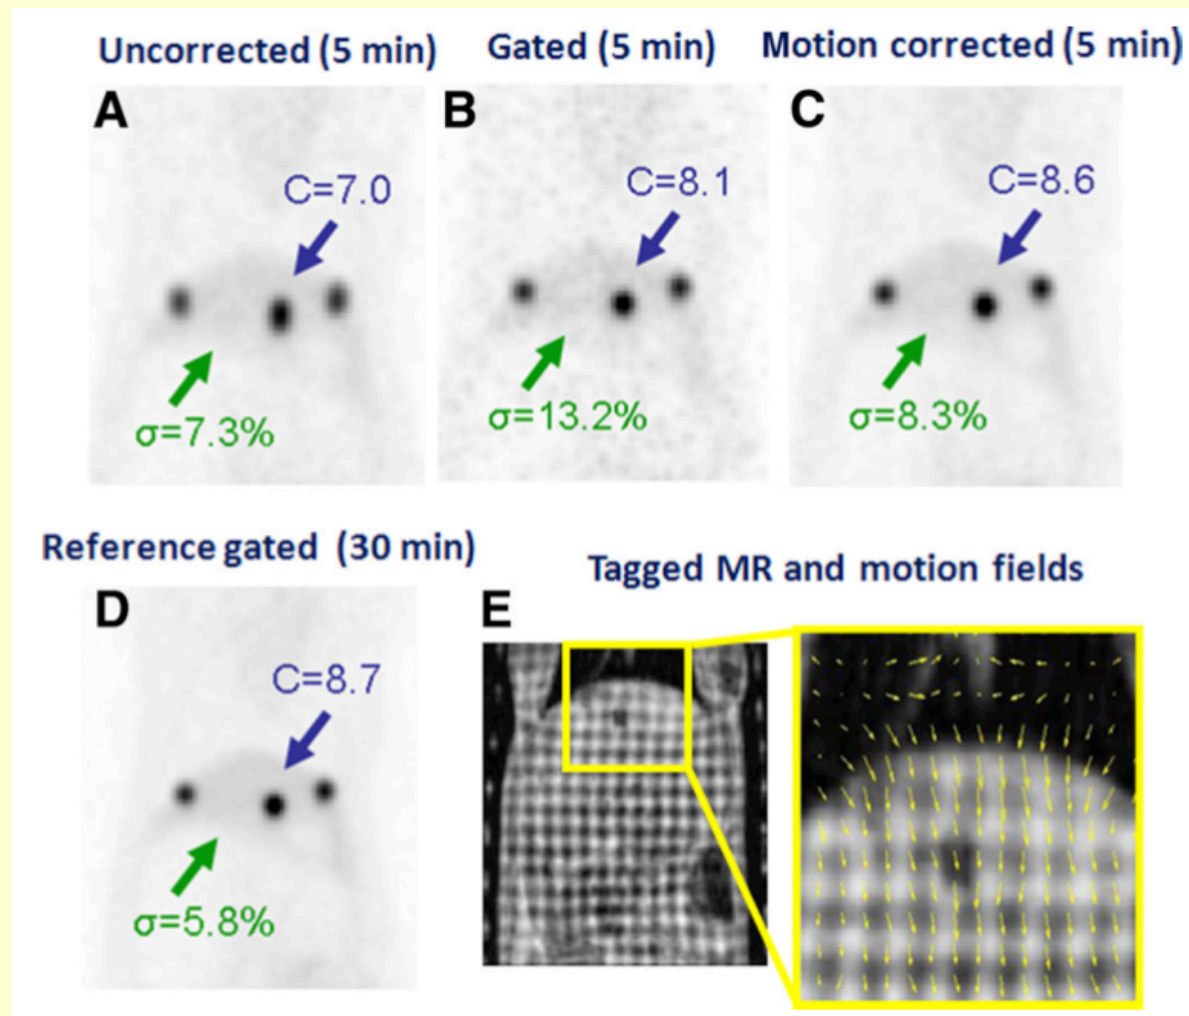 Uncorrected (5 min)
Gated (5 min)
Motion corrected (5 min)
A
B
C
C=7.0
C=8.1
C=8.6
σ=7.3%
σ=13.2%
σ=8.3%
Reference gated (30 min)
Tagged MR and motion fields
D
E
C=8.7
σ=5.8%